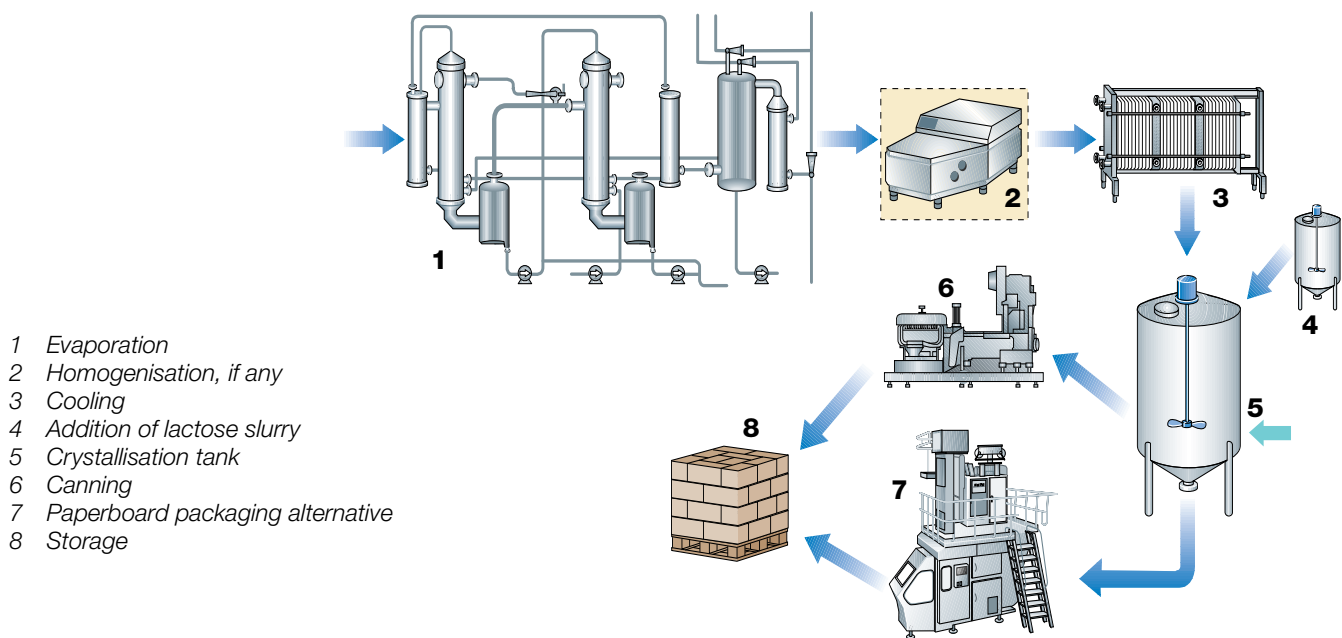 1
2
3
4
5
6
7
8
1 Evaporation
2 Homogenisation, if any
3 Cooling
4 Addition of lactose slurry
5 Crystallisation tank
6 Canning
7 Paperboard packaging alternative
8 Storage